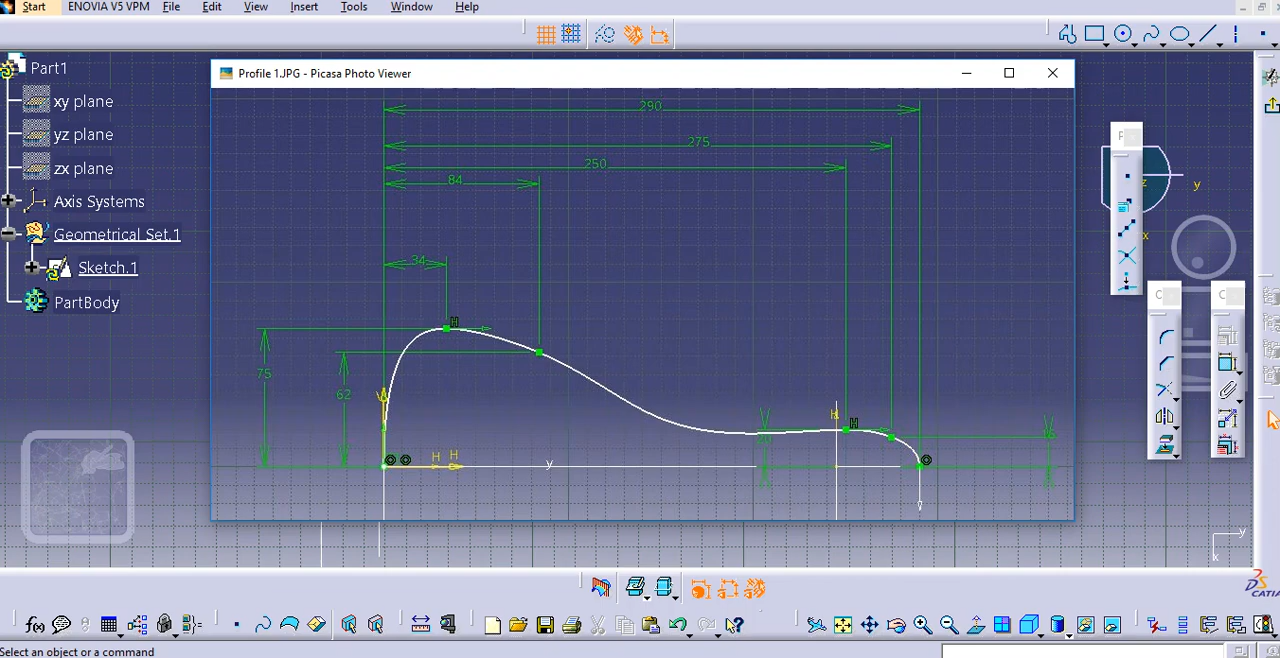 Start ENOVIA V5 VPM File Edit View Insert Tools Window Help
Part1
xy plane
yz plane
zx plane
Axis Systems
Geometrical Set.1
Sketch.1
PartBody
Profile 1.JPG - Picasa Photo Viewer
290
275
250
84
34
75
62
H
H
V
H
H H
y
z
y
x
C
C
y
x
CATIA
f(x)
Select an object or a command